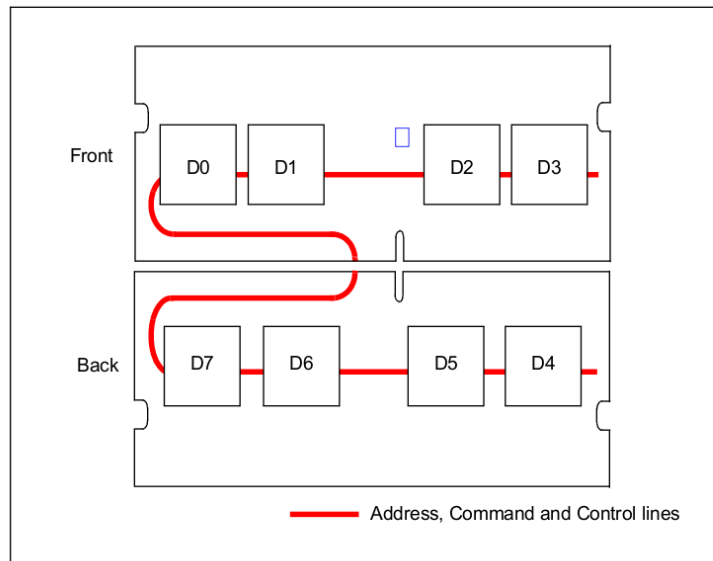 Front
D0 D1 D2 D3
Back
D7 D6 D5 D4
Address, Command and Control lines